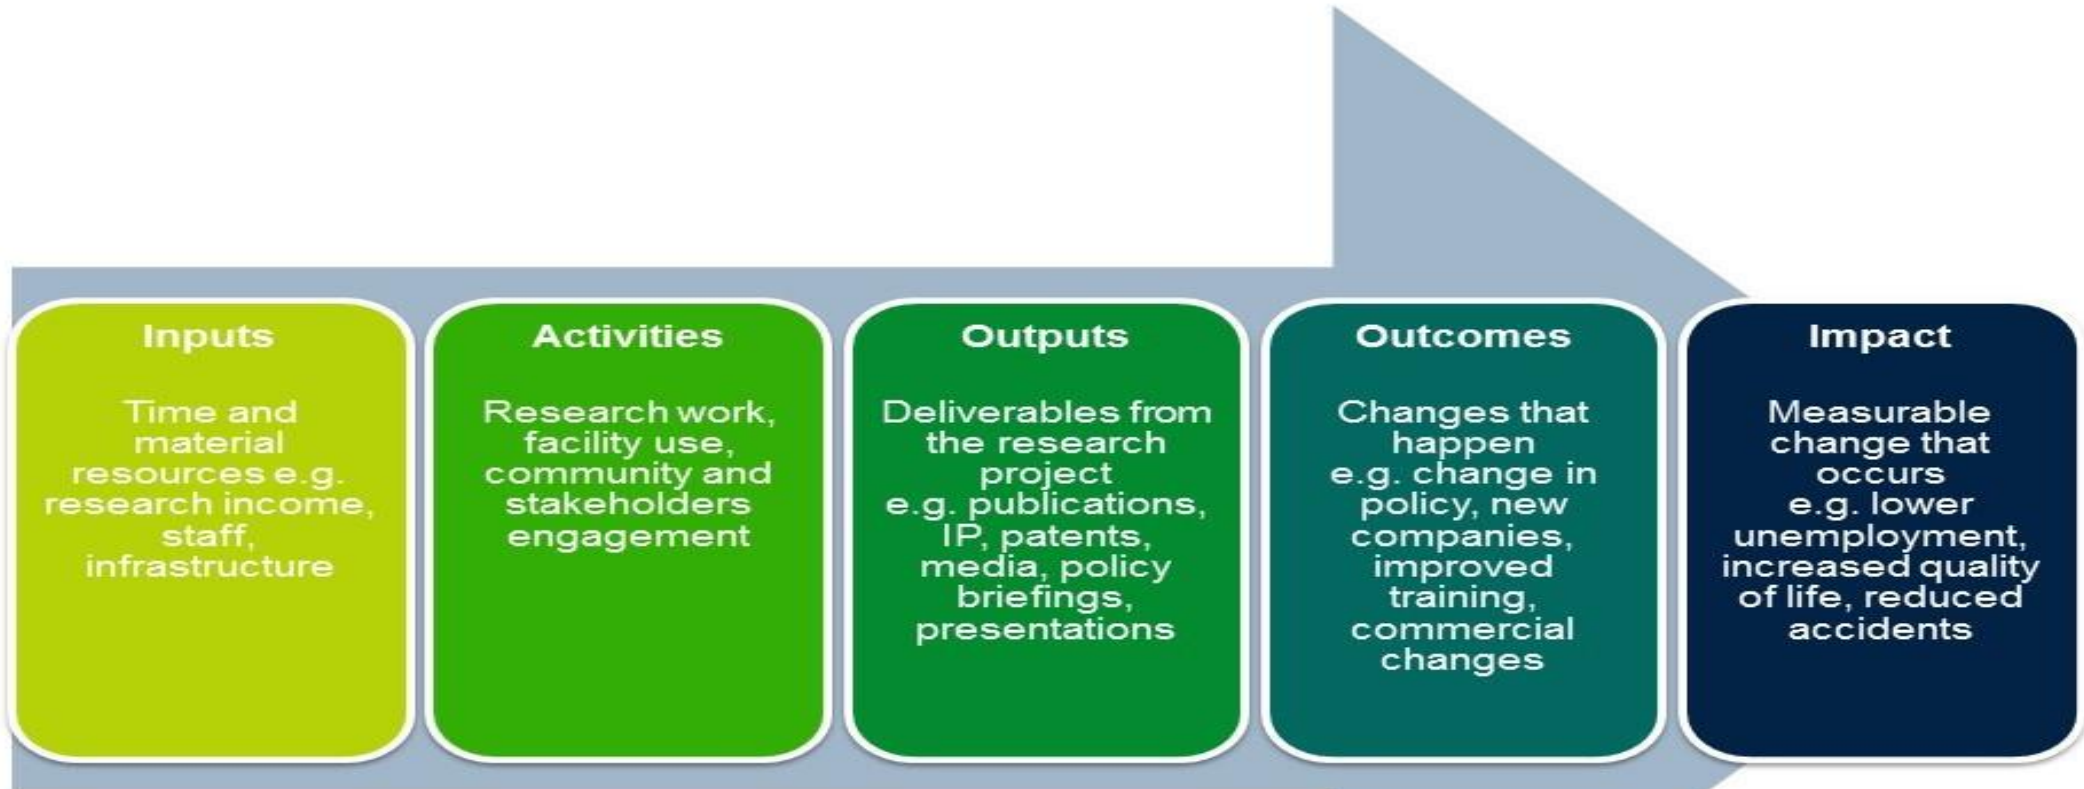 Inputs
Time and
material
resources e.g.
research income,
staff,
infrastructure
Activities
Research work,
facility use,
community and
stakeholders
engagement
Outputs
Deliverables from
the research
project
e.g. publications,
IP, patents,
media, policy
briefings,
presentations
Outcomes
Changes that
happen
e.g. change in
policy, new
companies,
improved
training,
commercial
changes
Impact
Measurable
change that
occurs
e.g. lower
unemployment,
increased quality
of life, reduced
accidents